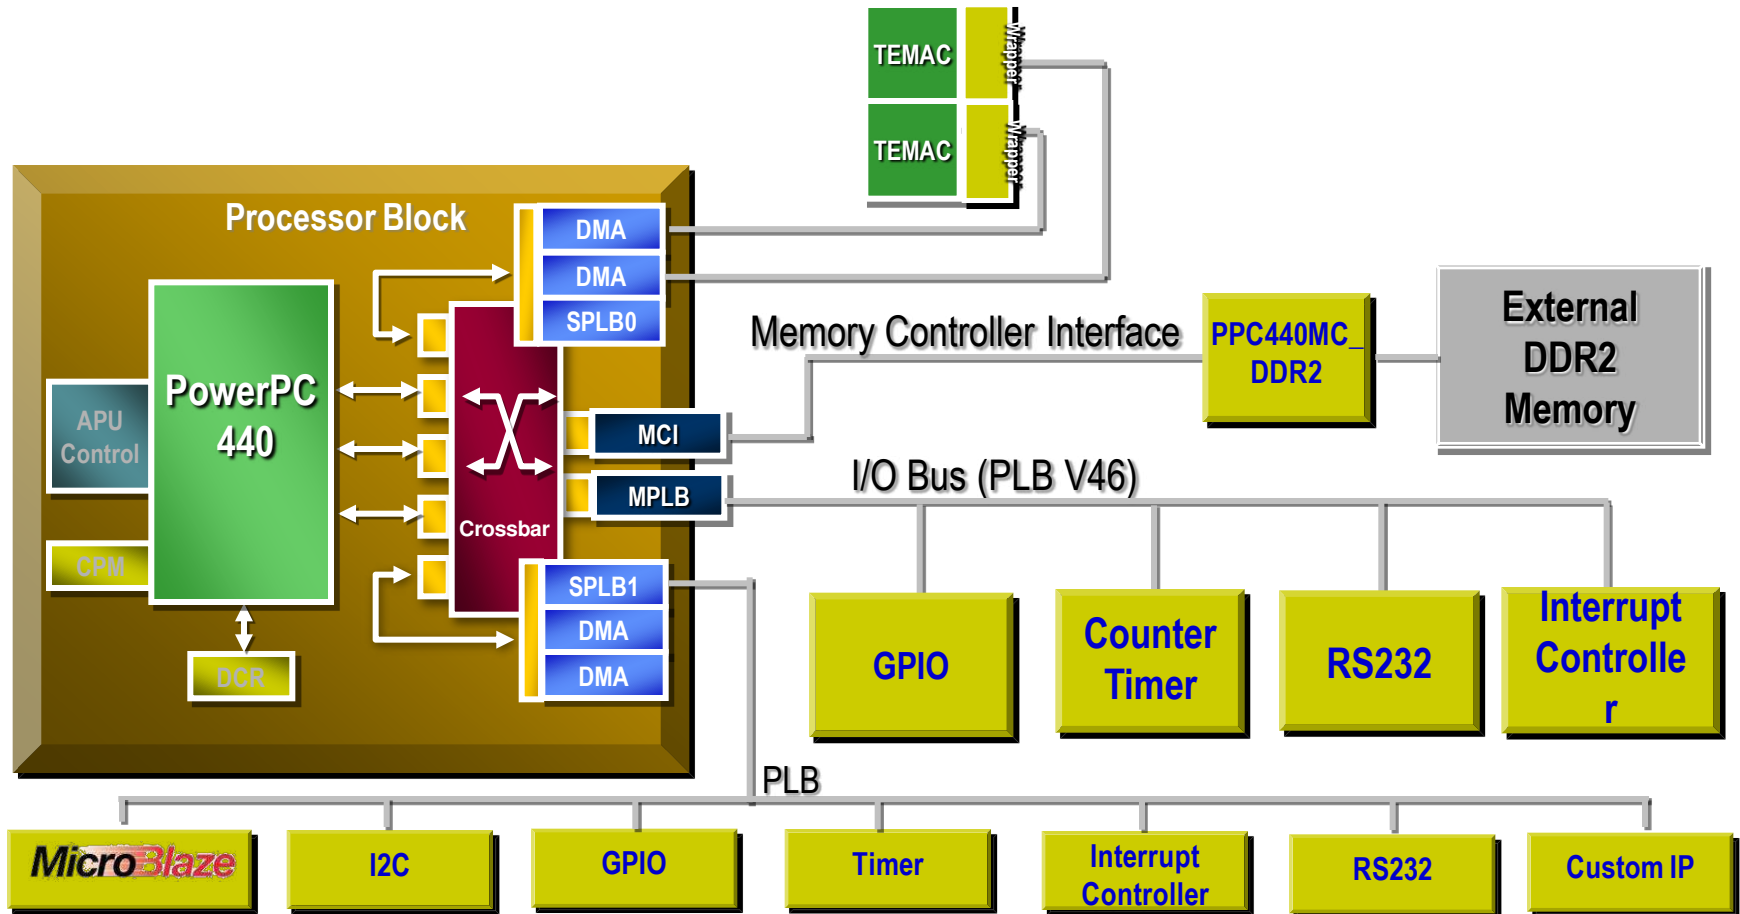 TEMAC
Wrapper
TEMAC
Wrapper
Processor Block
DMA
DMA
SPLB0
PowerPC
440
APU
Control
CPM
DCR
Crossbar
MCI
MPLB
SPLB1
DMA
DMA
Memory Controller Interface
PPC440MC_
DDR2
External
DDR2
Memory
I/O Bus (PLB V46)
GPIO
Counter
Timer
RS232
Interrupt
Controlle
r
PLB
MicroBlaze
I2C
GPIO
Timer
Interrupt
Controller
RS232
Custom IP